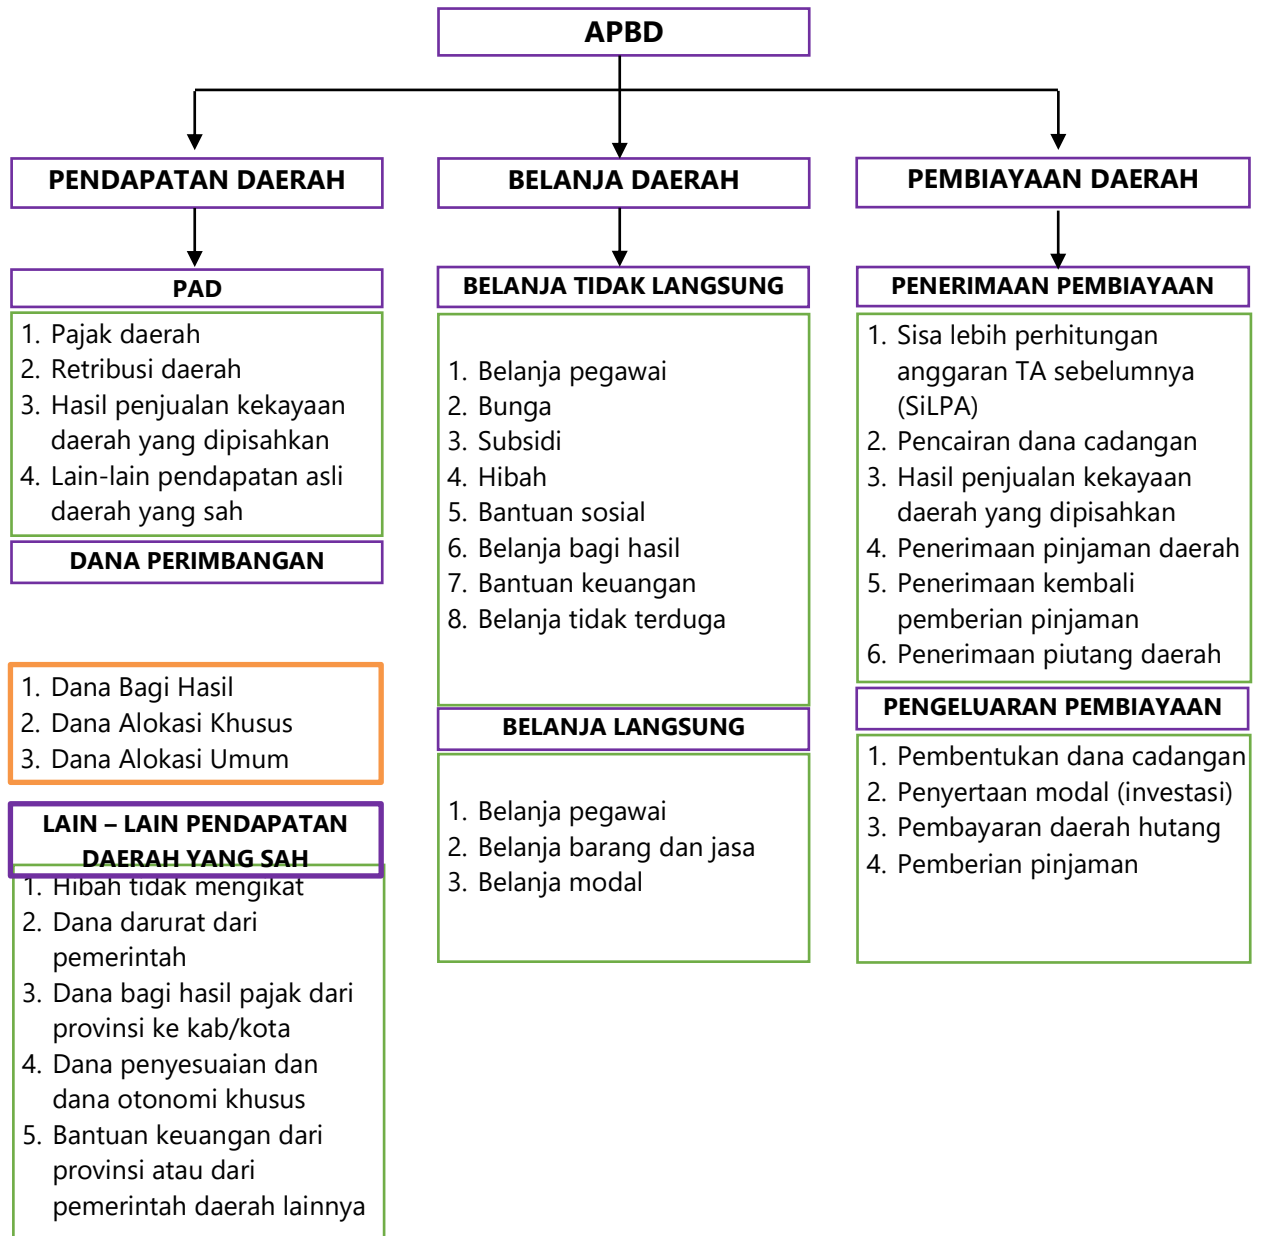 APBD
PENDAPATAN DAERAH
PAD
1. Pajak daerah
2. Retribusi daerah
3. Hasil penjualan kekayaan
daerah yang dipisahkan
4. Lain-lain pendapatan asli
daerah yang sah
DANA PERIMBANGAN
1. Dana Bagi Hasil
2. Dana Alokasi Khusus
3. Dana Alokasi Umum
LAIN – LAIN PENDAPATAN
DAERAH YANG SAH
1. Hibah tidak mengikat
2. Dana darurat dari
pemerintah
3. Dana bagi hasil pajak dari
provinsi ke kab/kota
4. Dana penyesuaian dan
dana otonomi khusus
5. Bantuan keuangan dari
provinsi atau dari
pemerintah daerah lainnya
BELANJA DAERAH
BELANJA TIDAK LANGSUNG
1. Belanja pegawai
2. Bunga
3. Subsidi
4. Hibah
5. Bantuan sosial
6. Belanja bagi hasil
7. Bantuan keuangan
8. Belanja tidak terduga
BELANJA LANGSUNG
1. Belanja pegawai
2. Belanja barang dan jasa
3. Belanja modal
PEMBIAYAAN DAERAH
PENERIMAAN PEMBIAYAAN
1. Sisa lebih perhitungan
anggaran TA sebelumnya
(SiLPA)
2. Pencairan dana cadangan
3. Hasil penjualan kekayaan
daerah yang dipisahkan
4. Penerimaan pinjaman daerah
5. Penerimaan kembali
pemberian pinjaman
6. Penerimaan piutang daerah
PENGELUARAN PEMBIAYAAN
1. Pembentukan dana cadangan
2. Penyertaan modal (investasi)
3. Pembayaran daerah hutang
4. Pemberian pinjaman